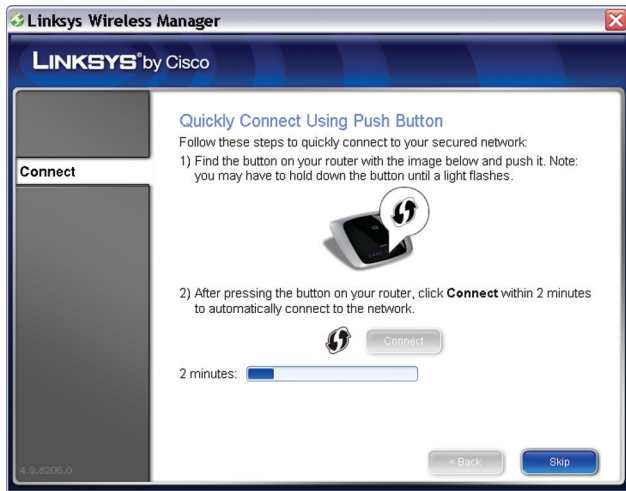 Linksys Wireless Manager
LINKSYS® by Cisco
Connect
Quickly Connect Using Push Button
Follow these steps to quickly connect to your secured network:
1) Find the button on your router with the image below and push it. Note:
you may have to hold down the button until a light flashes.
2) After pressing the button on your router, click Connect within 2 minutes
to automatically connect to the network.
Connect
2 minutes:
4.9.8206.0
< Back
Skip